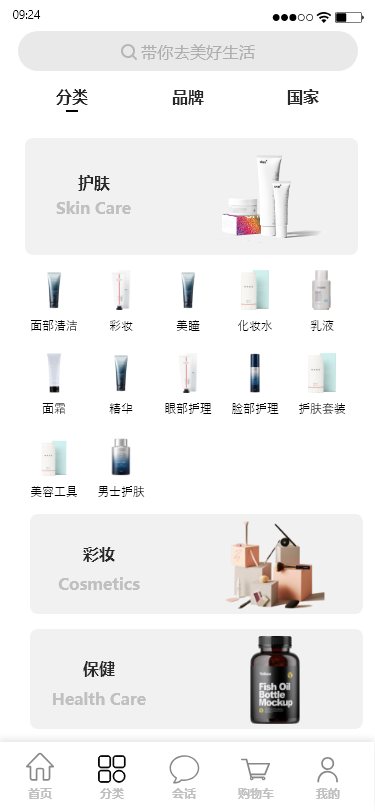 09:24
带你去美好生活
分类 品牌 国家
护肤
Skin Care
面部清洁 彩妆 美瞳 化妆水 乳液
面霜 精华 眼部护理 脸部护理 护肤套装
美容工具 男士护肤
彩妆
Cosmetics
保健
Health Care
Fish Oil
Bottle
Mockup
首页 分类 会话 购物车 我的